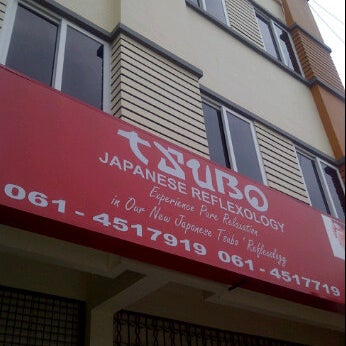 tsubo
JAPANESE REFLEXOLOGY
Experience Pure Relaxation
in Our New Japanese Tsubo Reflexology
061 - 4517919 061 - 4517719